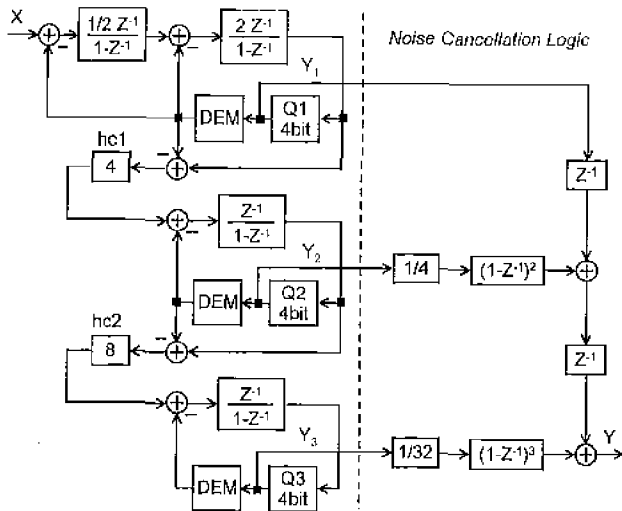 X
1/2 Z-1
1-Z-1
2 Z-1
1-Z-1
Noise Cancellation Logic
Y1
DEM
Q1
4bit
hc1
4
Z-1
Z-1
1-Z-1
Y2
1/4
(1-Z-1)2
DEM
Q2
4bit
hc2
8
Z-1
Z-1
1-Z-1
Y3
1/32
(1-Z-1)3
Y
DEM
Q3
4bit